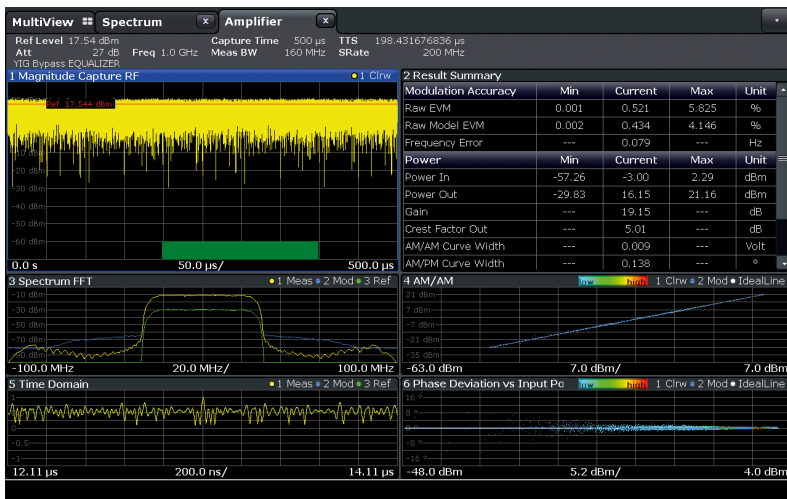 MultiView Spectrum x Amplifier x
Ref Level 17.54 dBm Capture Time 500 µs TTS 198.431676836 µs
Att 27 dB Freq 1.0 GHz Meas BW 160 MHz SRate 200 MHz
YIG Bypass EQUALIZER
1 Magnitude Capture RF 1 Clrw
Ref 17.544 dBm
-20 dBm
-30 dBm
-50 dBm
-60 dBm
0.0 s 50.0 µs/ 500.0 µs
2 Result Summary
Modulation Accuracy Min Current Max Unit
Raw EVM 0.001 0.521 5.825 %
Raw Model EVM 0.002 0.434 4.146 %
Frequency Error --- 0.079 --- Hz
Power Min Current Max Unit
Power In -57.26 -3.00 2.29 dBm
Power Out -29.83 16.15 21.16 dBm
Gain --- 19.15 --- dB
Crest Factor Out --- 5.01 --- dB
AM/AM Curve Width --- 0.009 --- Volt
AM/PM Curve Width --- 0.138 --- °
3 Spectrum FFT 1 Meas 2 Mod 3 Ref
-10 dBm
-30 dBm
-50 dBm
-70 dBm
-100.0 MHz 20.0 MHz/ 100.0 MHz
4 AM/AM low high 1 Clrw 2 Mod IdealLine
21 dBm
7 dBm
-7 dBm
-21 dBm
-35 dBm
-63.0 dBm 7.0 dBm/ 7.0 dBm
5 Time Domain 1 Meas 2 Mod 3 Ref
1
0
-0.5
-1
12.11 µs 200.0 ns/ 14.11 µs
6 Phase Deviation vs Input Po low high 1 Clrw 2 Mod IdealLine
16 °
8 °
-8 °
-16 °
-48.0 dBm 5.2 dBm/ 4.0 dBm